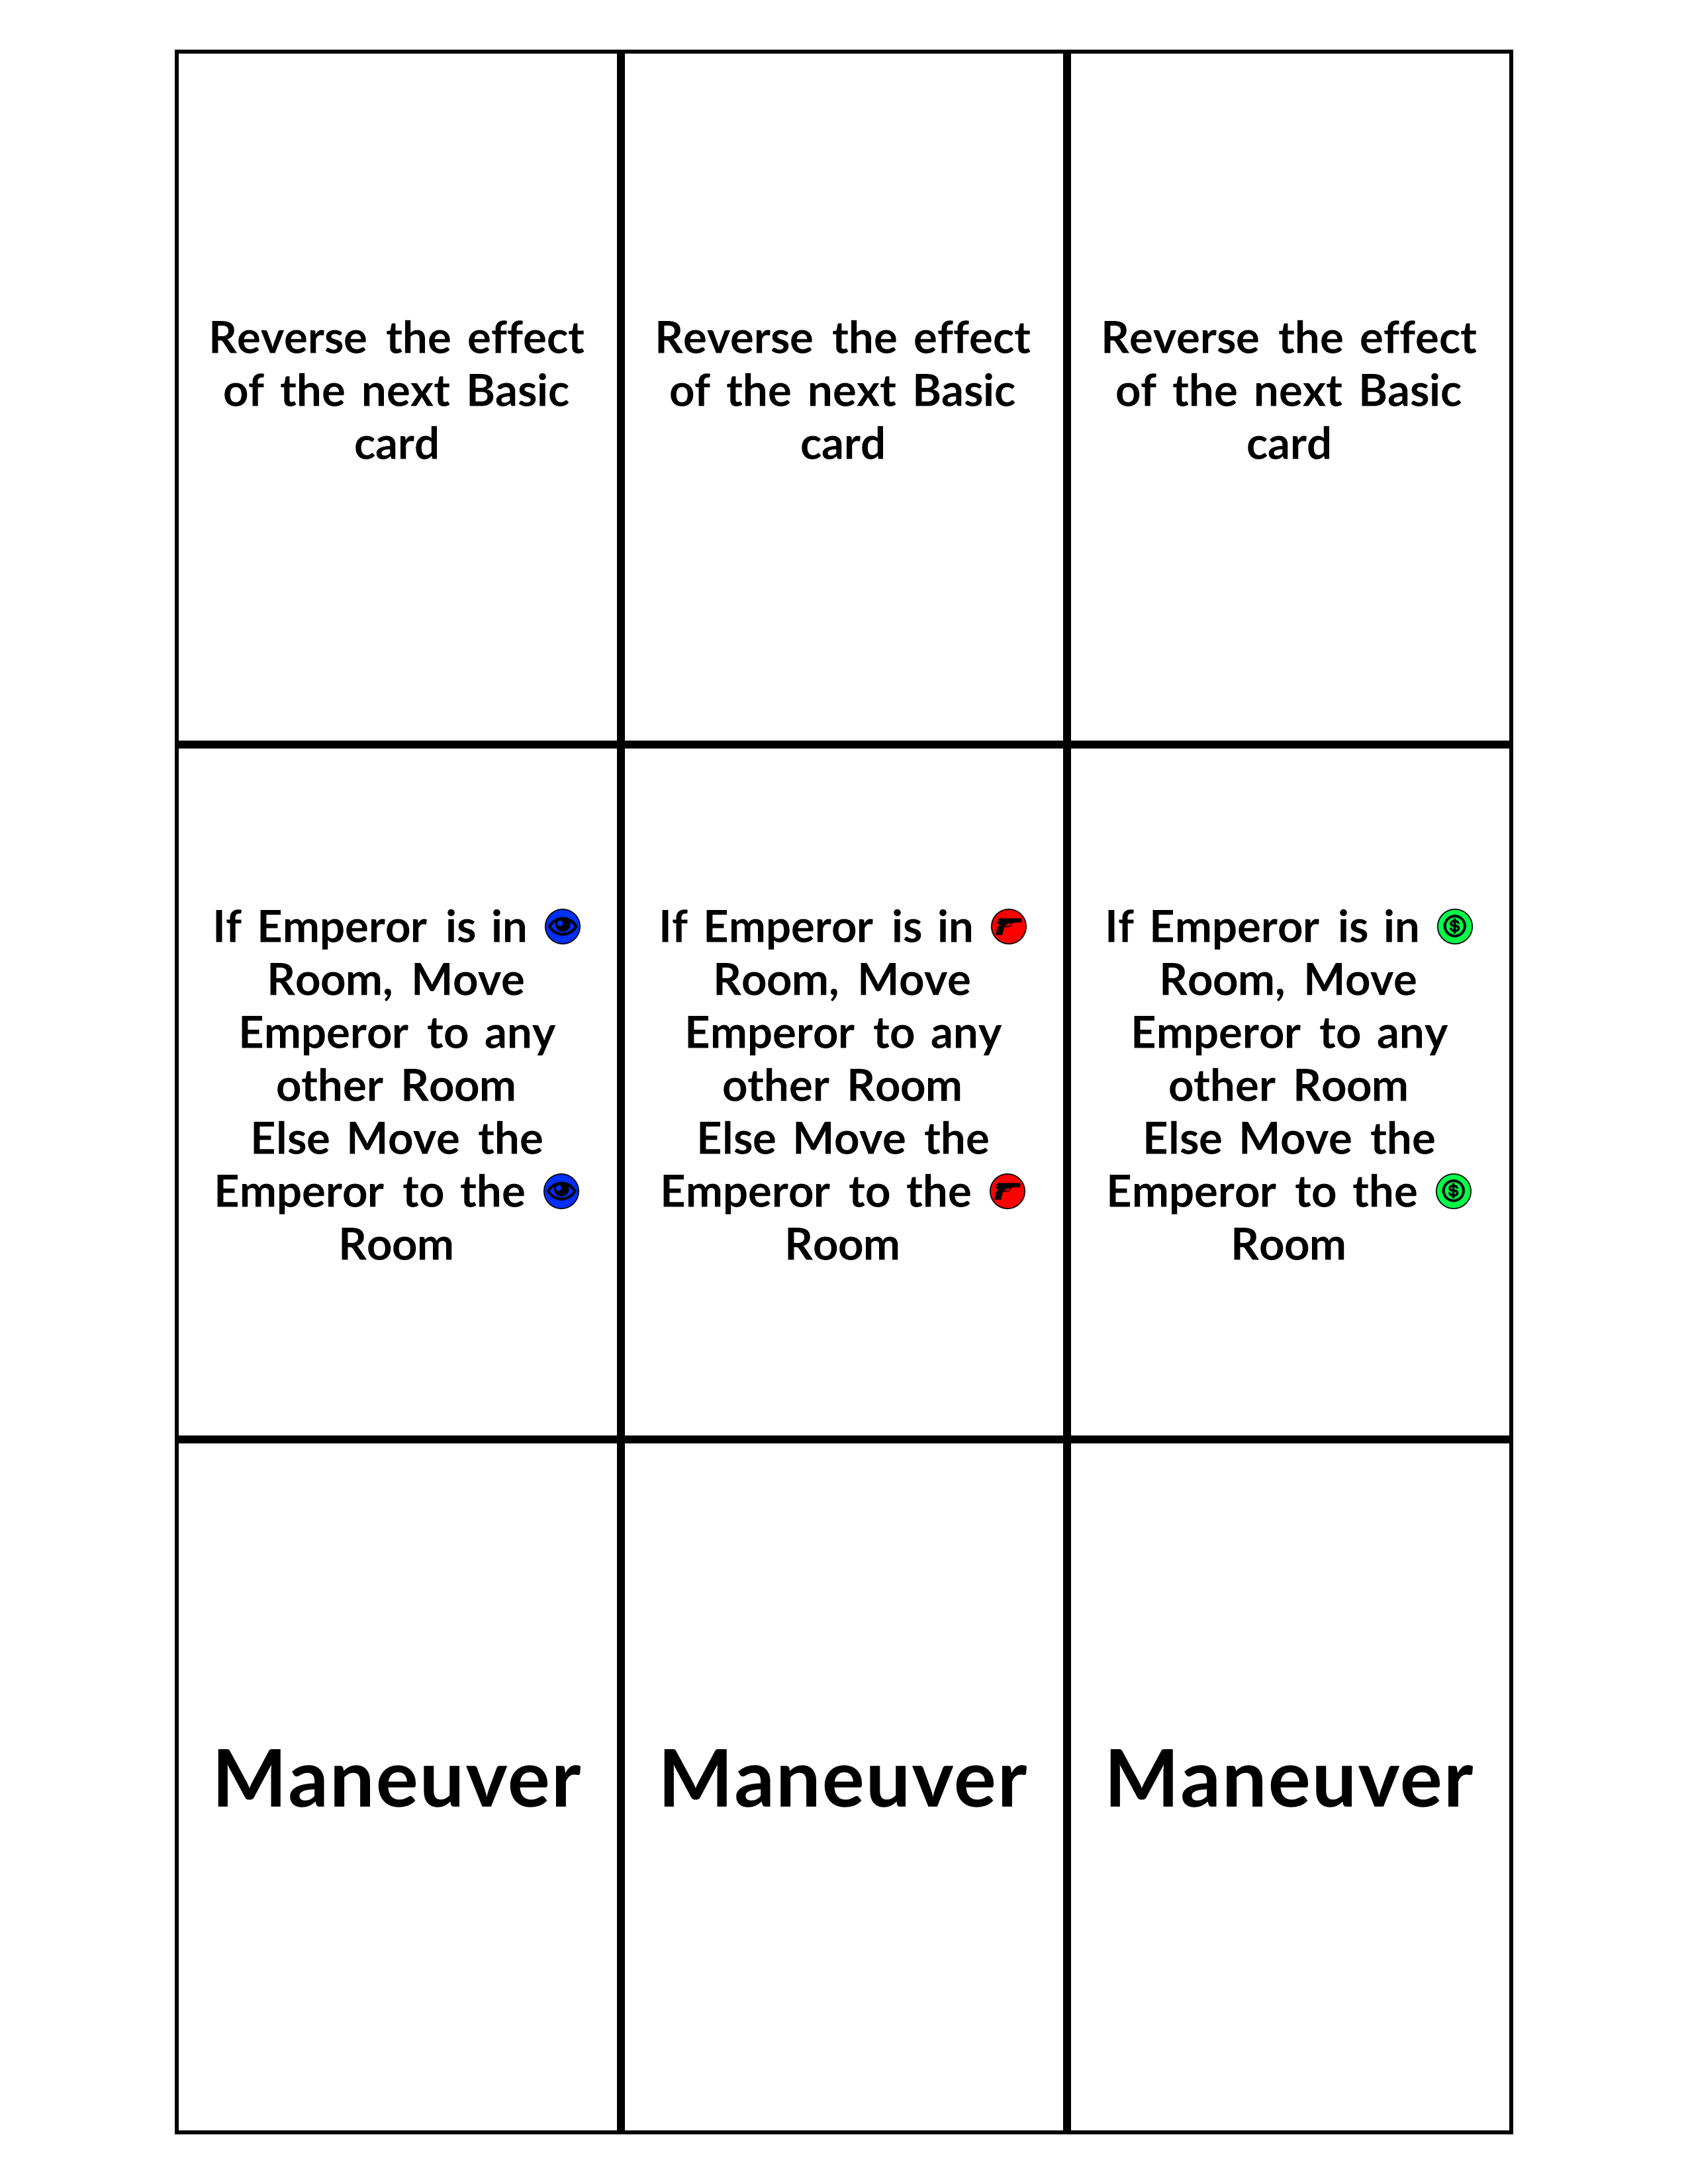 Reverse the effect
of the next Basic
card
Reverse the effect
of the next Basic
card
Reverse the effect
of the next Basic
card
If Emperor is in
Room, Move
Emperor to any
other Room
Else Move the
Emperor to the
Room
If Emperor is in
Room, Move
Emperor to any
other Room
Else Move the
Emperor to the
Room
If Emperor is in $
Room, Move
Emperor to any
other Room
Else Move the
Emperor to the $
Room
Maneuver
Maneuver
Maneuver